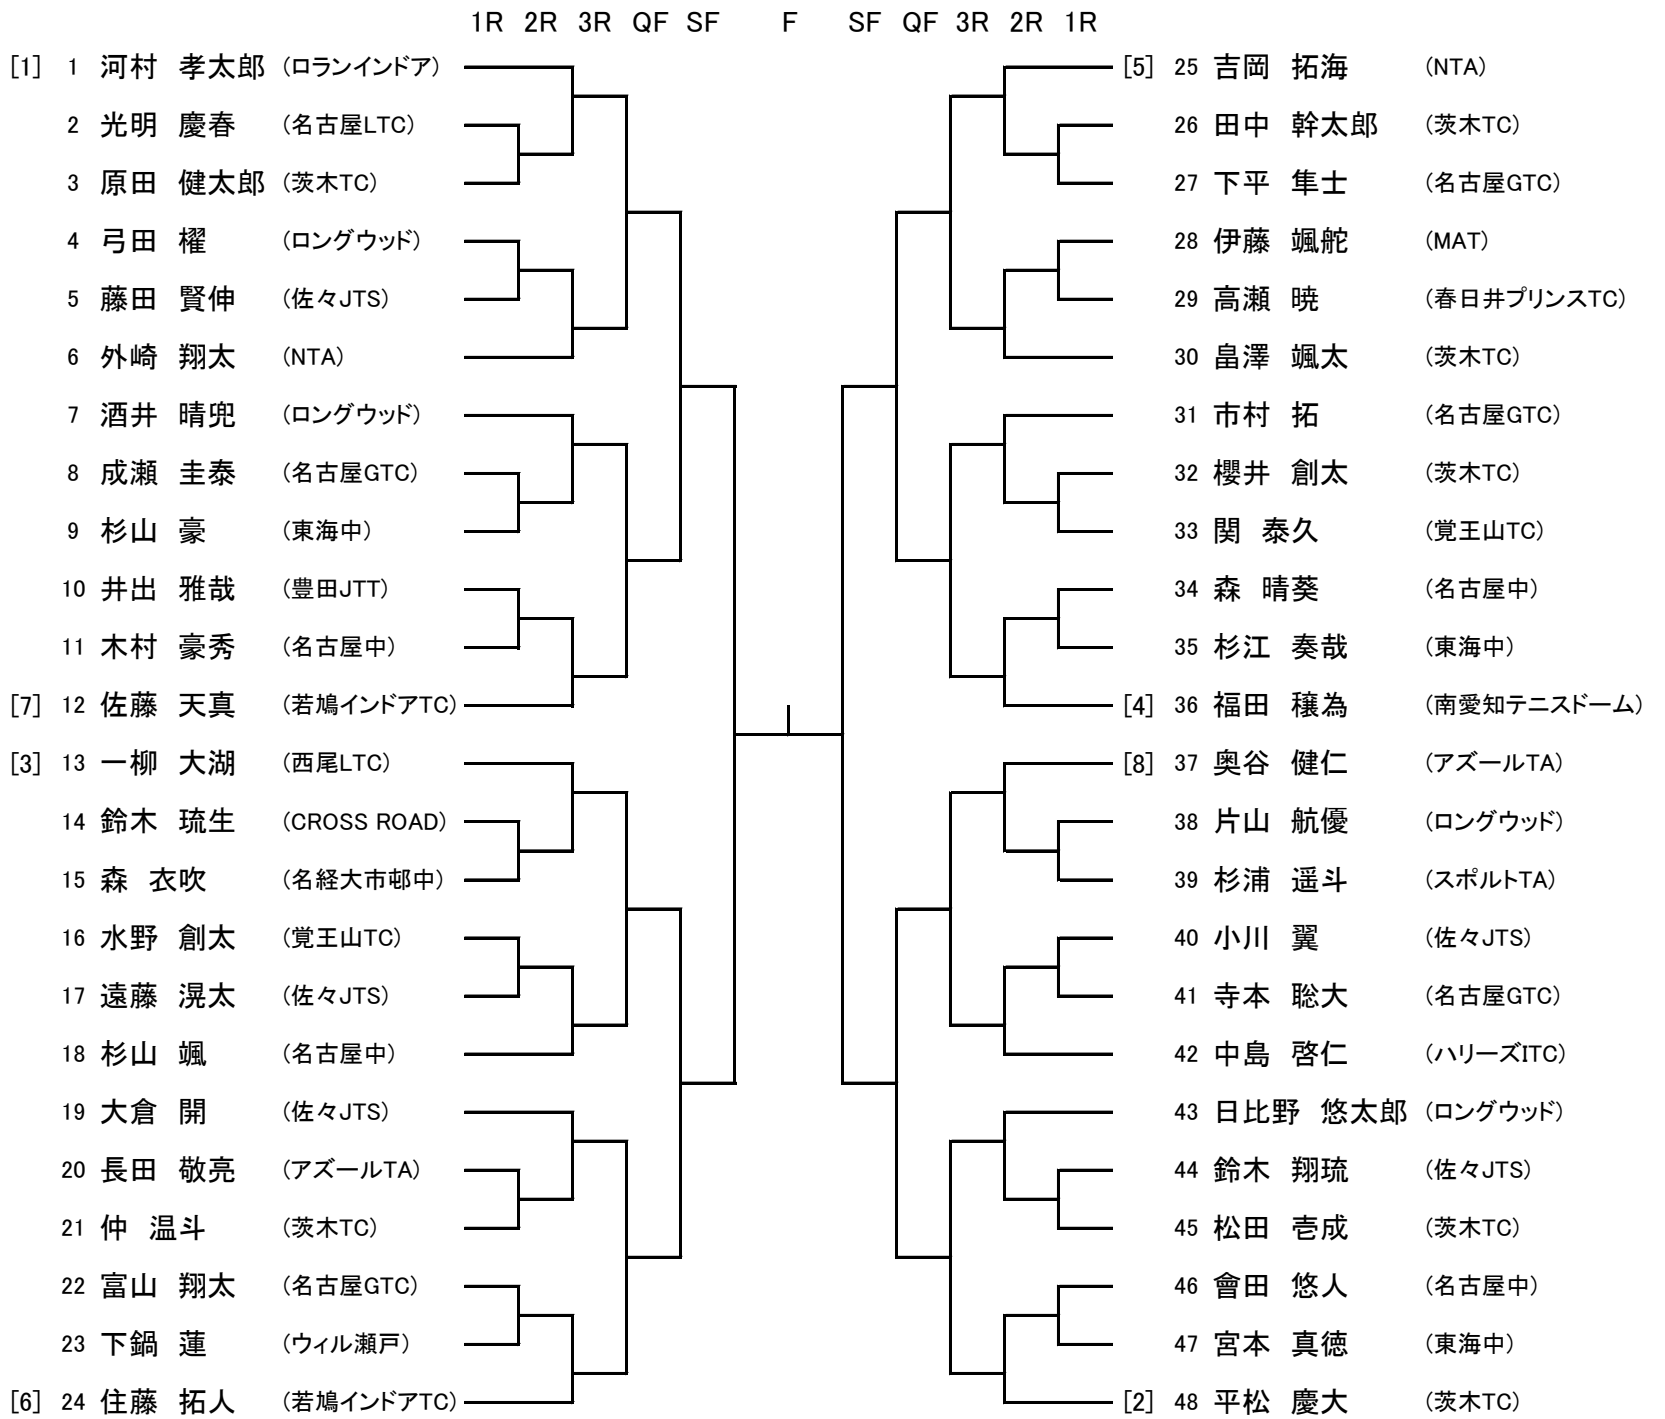 1R 2R 3R QF SF F SF QF 3R 2R 1R
[1] 1 河村 孝太郎 (ロランインドア)
2 光明 慶春 (名古屋LTC)
3 原田 健太郎 (茨木TC)
4 弓田 櫂 (ロングウッド)
5 藤田 賢伸 (佐々JTS)
6 外崎 翔太 (NTA)
7 酒井 晴兜 (ロングウッド)
8 成瀬 圭泰 (名古屋GTC)
9 杉山 豪 (東海中)
10 井出 雅哉 (豊田JTT)
11 木村 豪秀 (名古屋中)
[7] 12 佐藤 天真 (若鳩インドアTC)
[3] 13 一柳 大湖 (西尾LTC)
14 鈴木 琉生 (CROSS ROAD)
15 森 衣吹 (名経大市邨中)
16 水野 創太 (覚王山TC)
17 遠藤 滉太 (佐々JTS)
18 杉山 颯 (名古屋中)
19 大倉 開 (佐々JTS)
20 長田 敬亮 (アズールTA)
21 仲 温斗 (茨木TC)
22 富山 翔太 (名古屋GTC)
23 下鍋 蓮 (ウィル瀬戸)
[6] 24 住藤 拓人 (若鳩インドアTC)
[5] 25 吉岡 拓海 (NTA)
26 田中 幹太郎 (茨木TC)
27 下平 隼士 (名古屋GTC)
28 伊藤 颯舵 (MAT)
29 高瀬 暁 (春日井プリンスTC)
30 畠澤 颯太 (茨木TC)
31 市村 拓 (名古屋GTC)
32 櫻井 創太 (茨木TC)
33 関 泰久 (覚王山TC)
34 森 晴葵 (名古屋中)
35 杉江 奏哉 (東海中)
[4] 36 福田 穣為 (南愛知テニスドーム)
[8] 37 奥谷 健仁 (アズールTA)
38 片山 航優 (ロングウッド)
39 杉浦 遥斗 (スポルトTA)
40 小川 翼 (佐々JTS)
41 寺本 聡大 (名古屋GTC)
42 中島 啓仁 (ハリーズITC)
43 日比野 悠太郎 (ロングウッド)
44 鈴木 翔琉 (佐々JTS)
45 松田 壱成 (茨木TC)
46 會田 悠人 (名古屋中)
47 宮本 真徳 (東海中)
[2] 48 平松 慶大 (茨木TC)